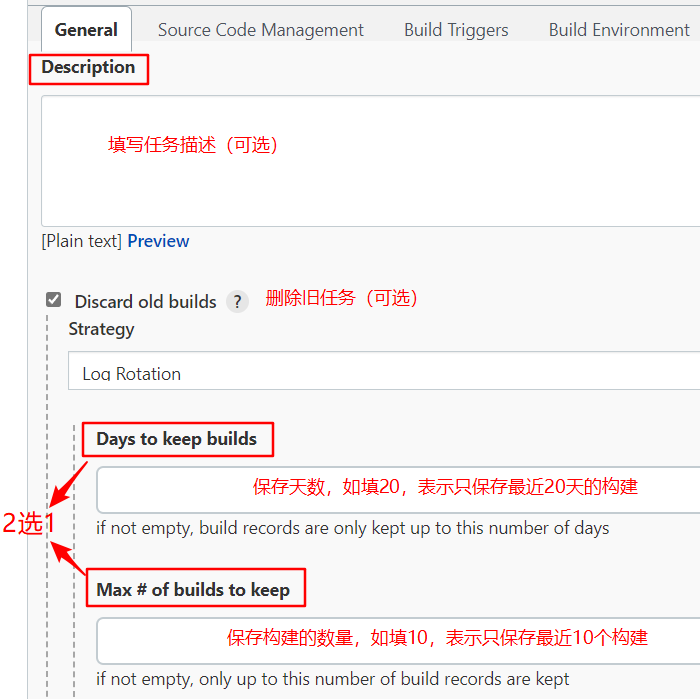 General Source Code Management Build Triggers Build Environment
Description
填写任务描述（可选）
[Plain text] Preview
Discard old builds ? 删除旧任务（可选）
Strategy
Log Rotation
Days to keep builds
保存天数，如填20，表示只保存最近20天的构建
2选1
if not empty, build records are only kept up to this number of days
Max # of builds to keep
保存构建的数量，如填10，表示只保存最近10个构建
if not empty, only up to this number of build records are kept